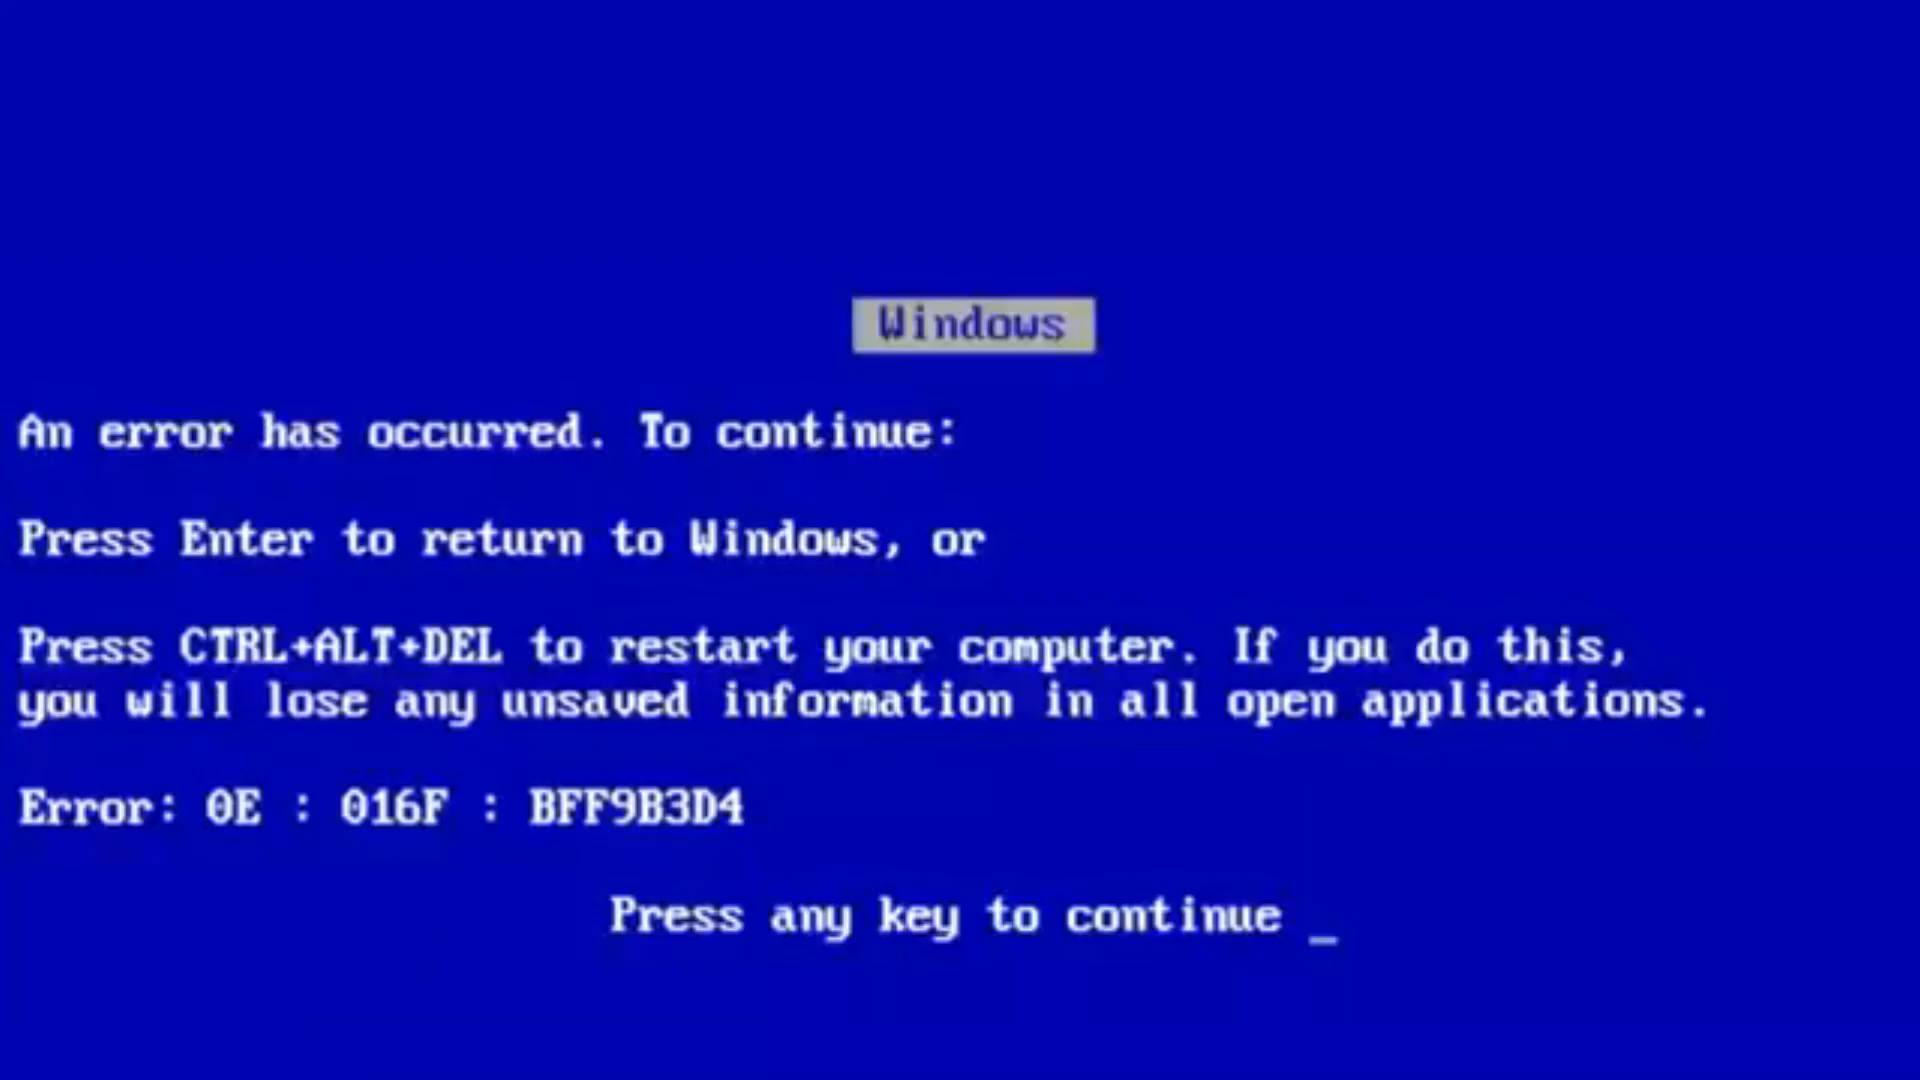 Windows
An error has occurred. To continue:
Press Enter to return to Windows, or
Press CTRL+ALT+DEL to restart your computer. If you do this,
you will lose any unsaved information in all open applications.
Error: 0E : 016F : BFF9B3D4
Press any key to continue _